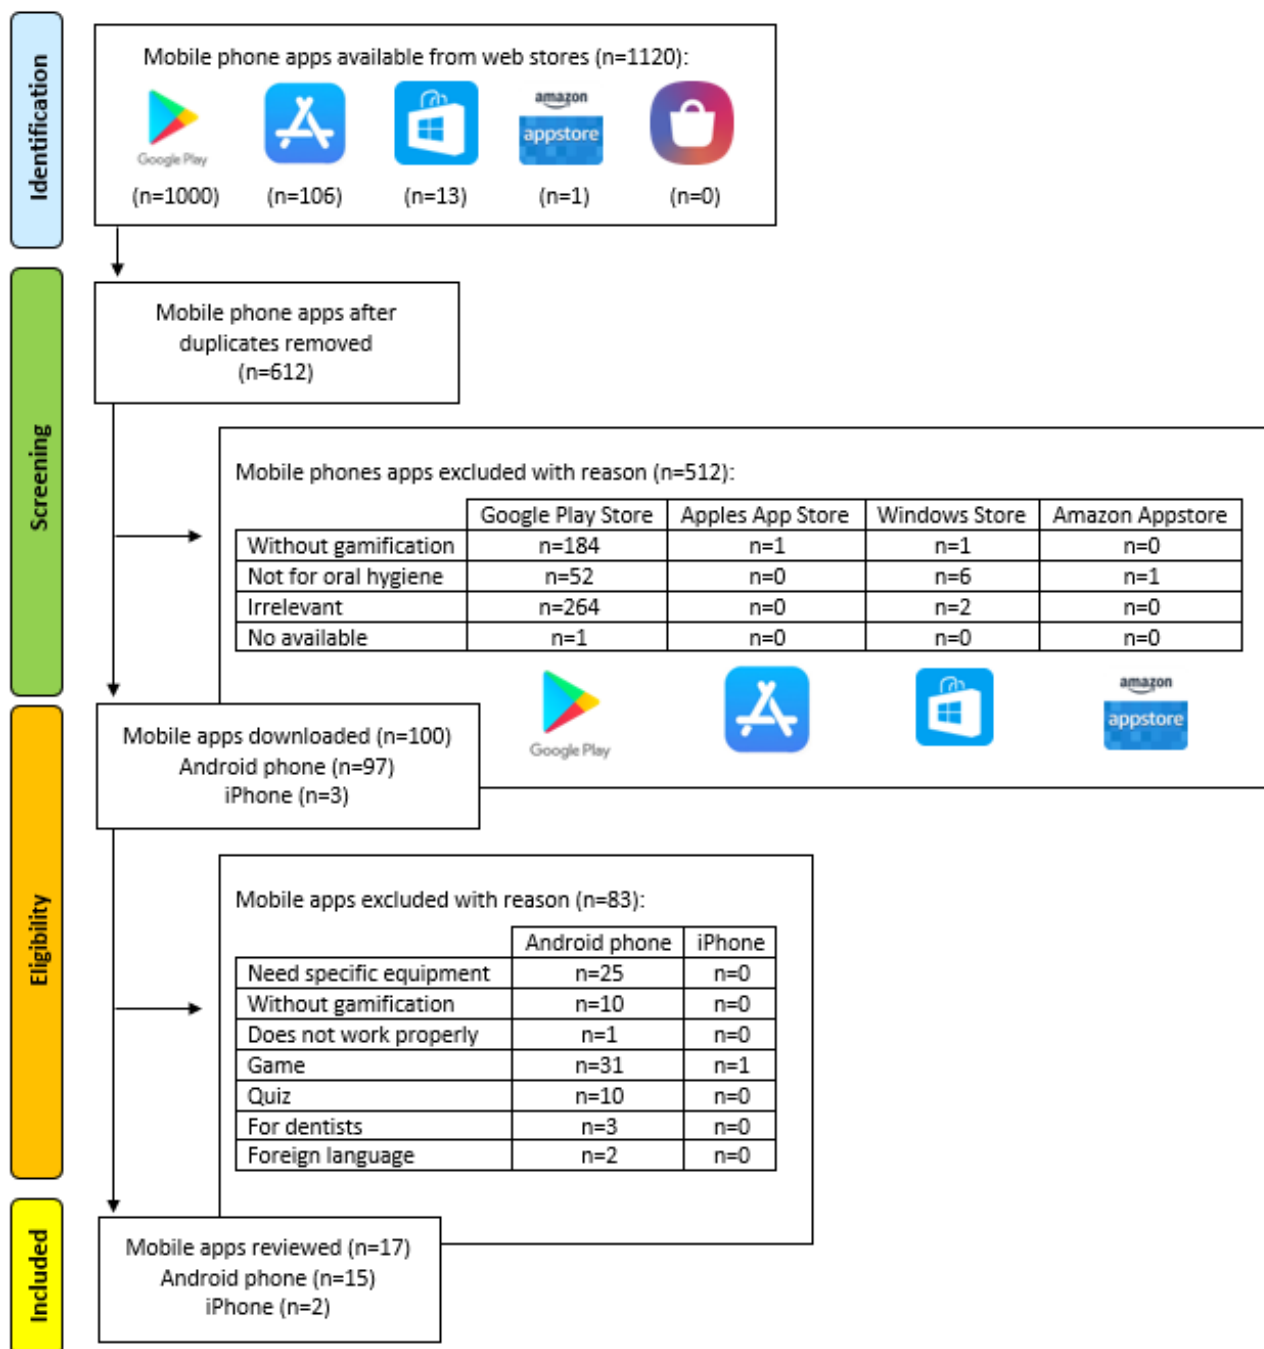 Identification
Mobile phone apps available from web stores (n=1120):
Google Play
amazon
appstore
(n=1000) (n=106) (n=13) (n=1) (n=0)
Screening
Mobile phone apps after
duplicates removed
(n=612)
Mobile phones apps excluded with reason (n=512):
Google Play Store Apples App Store Windows Store Amazon Appstore
Without gamification n=184 n=1 n=1 n=0
Not for oral hygiene n=52 n=0 n=6 n=1
Irrelevant n=264 n=0 n=2 n=0
No available n=1 n=0 n=0 n=0
Google Play
amazon
appstore
Eligibility
Mobile apps downloaded (n=100)
Android phone (n=97)
iPhone (n=3)
Mobile apps excluded with reason (n=83):
Android phone iPhone
Need specific equipment n=25 n=0
Without gamification n=10 n=0
Does not work properly n=1 n=0
Game n=31 n=1
Quiz n=10 n=0
For dentists n=3 n=0
Foreign language n=2 n=0
Included
Mobile apps reviewed (n=17)
Android phone (n=15)
iPhone (n=2)